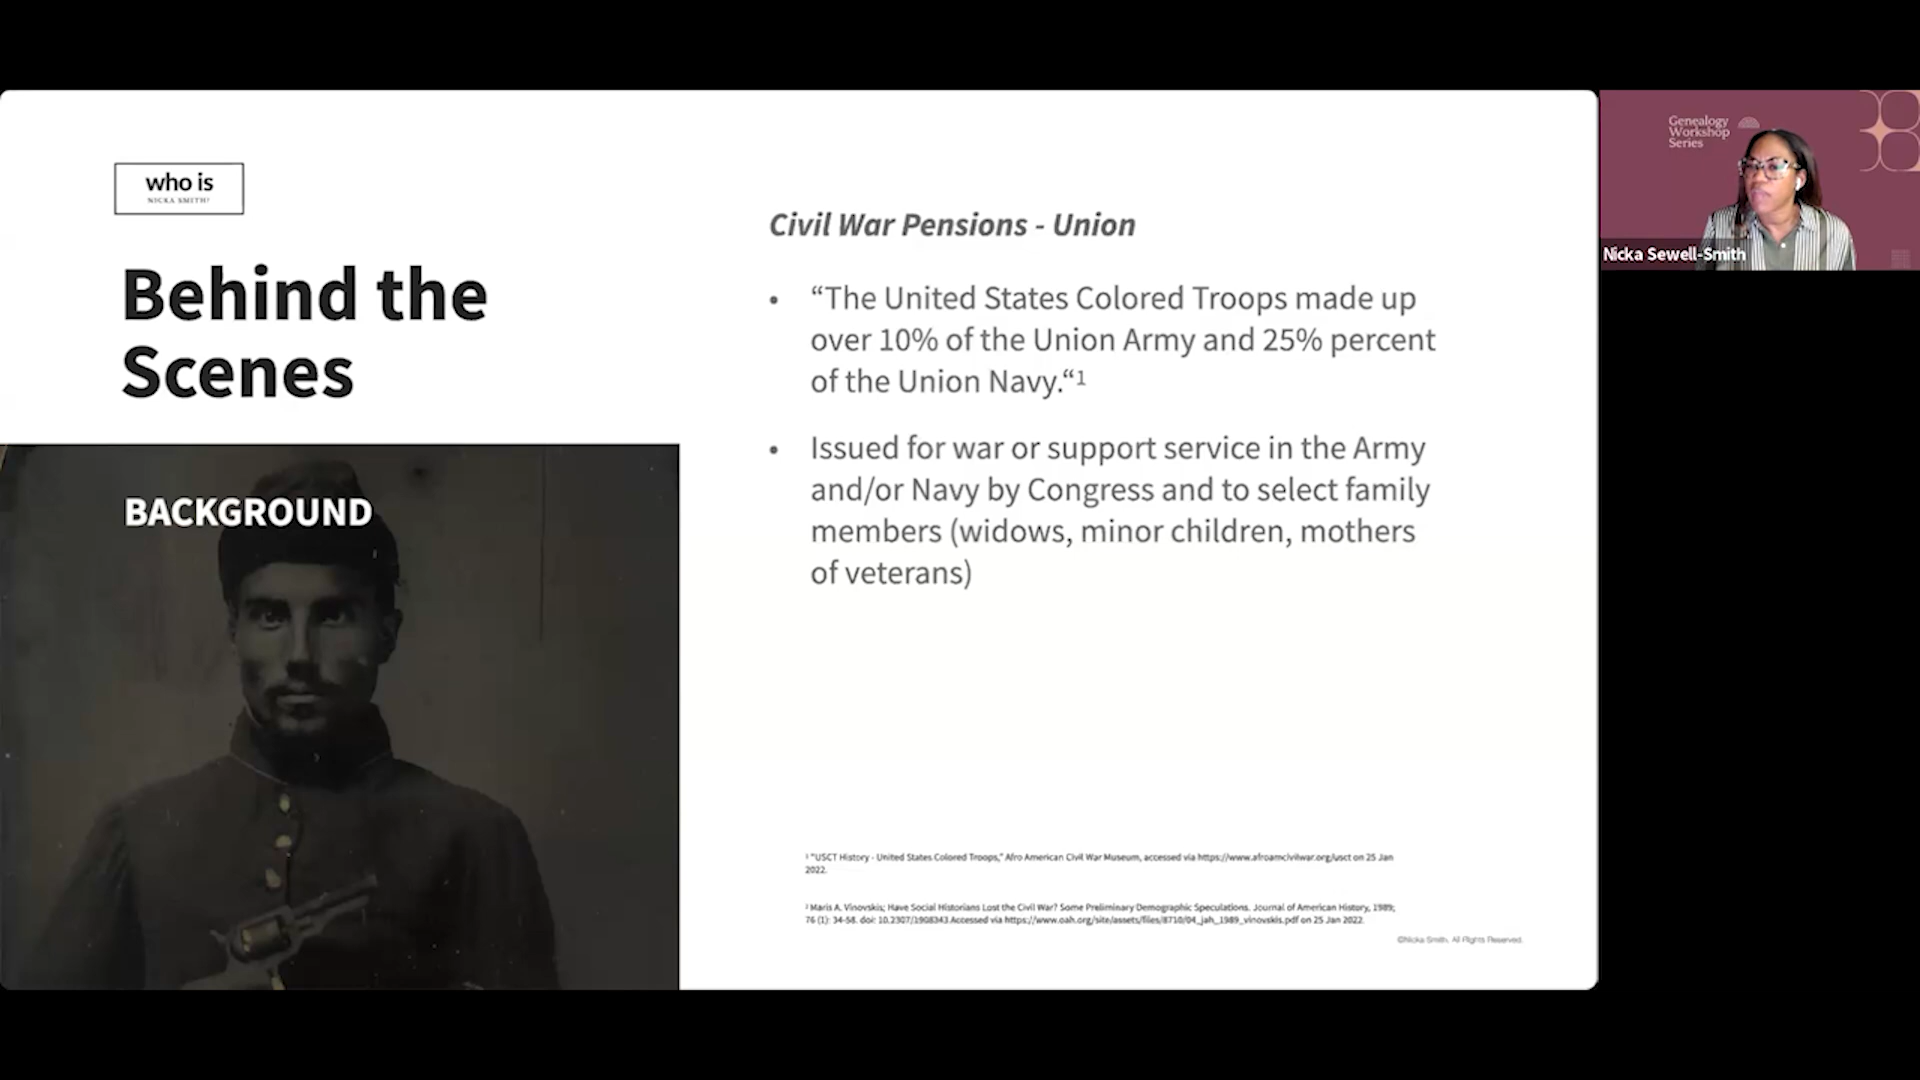 who is
NICKA SMITH?
Behind the
Scenes
BACKGROUND
Civil War Pensions - Union
• “The United States Colored Troops made up
over 10% of the Union Army and 25% percent
of the Union Navy.“¹
• Issued for war or support service in the Army
and/or Navy by Congress and to select family
members (widows, minor children, mothers
of veterans)
¹ "USCT History - United States Colored Troops," Afro American Civil War Museum, accessed via https://www.afroamcivilwar.org/usct on 25 Jan
2022.
² Maris A. Vinovskis; Have Social Historians Lost the Civil War? Some Preliminary Demographic Speculations. Journal of American History, 1989;
76 (1): 34-58. doi: 10.2307/1908343.Accessed via https://www.oah.org/site/assets/files/8710/04_jah_1989_vinovskis.pdf on 25 Jan 2022.
©Nicka Smith. All Rights Reserved.
Genealogy
Workshop
Series
Nicka Sewell-Smith